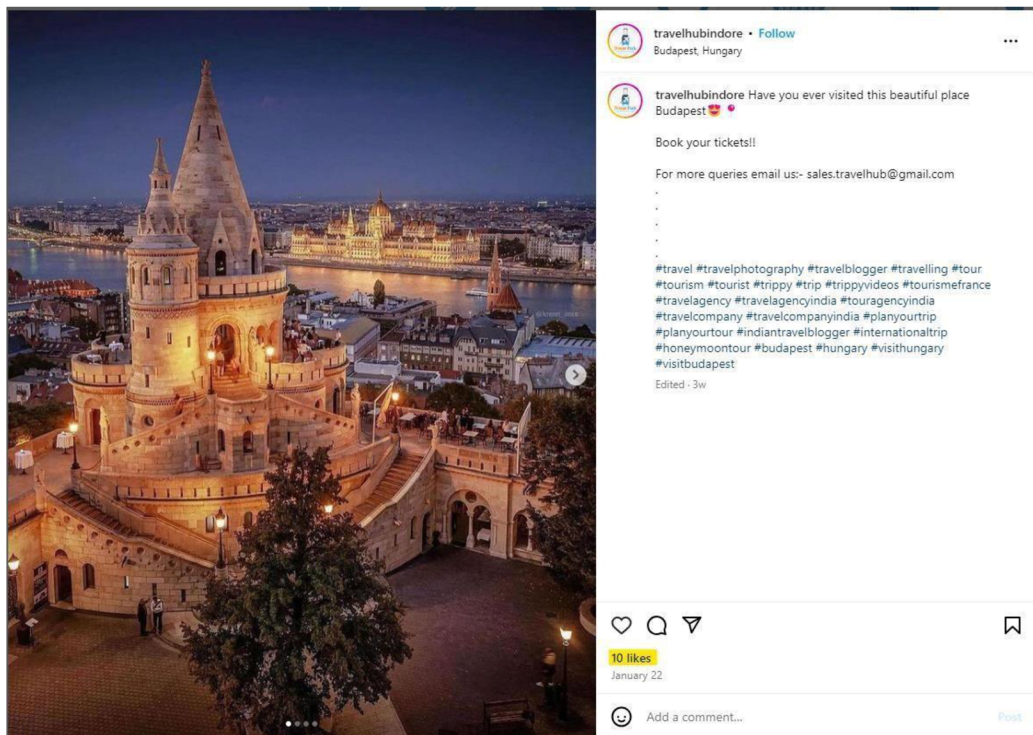 travelhubindore • Follow
Budapest, Hungary
travelhubindore Have you ever visited this beautiful place
Budapest😍📍
Book your tickets!!
For more queries email us:- sales.travelhub@gmail.com
.
.
.
.
.
#travel #travelphotography #travelblogger #travelling #tour
#tourism #tourist #trippy #trip #trippyvideos #tourismefrance
#travelagency #travelagencyindia #touragencyindia
#travelcompany #travelcompanyindia #planyourtrip
#planyourtour #indiantravelblogger #internationaltrip
#honeymoontour #budapest #hungary #visithungary
#visitbudapest
Edited · 3w
10 likes
January 22
Add a comment...
Post